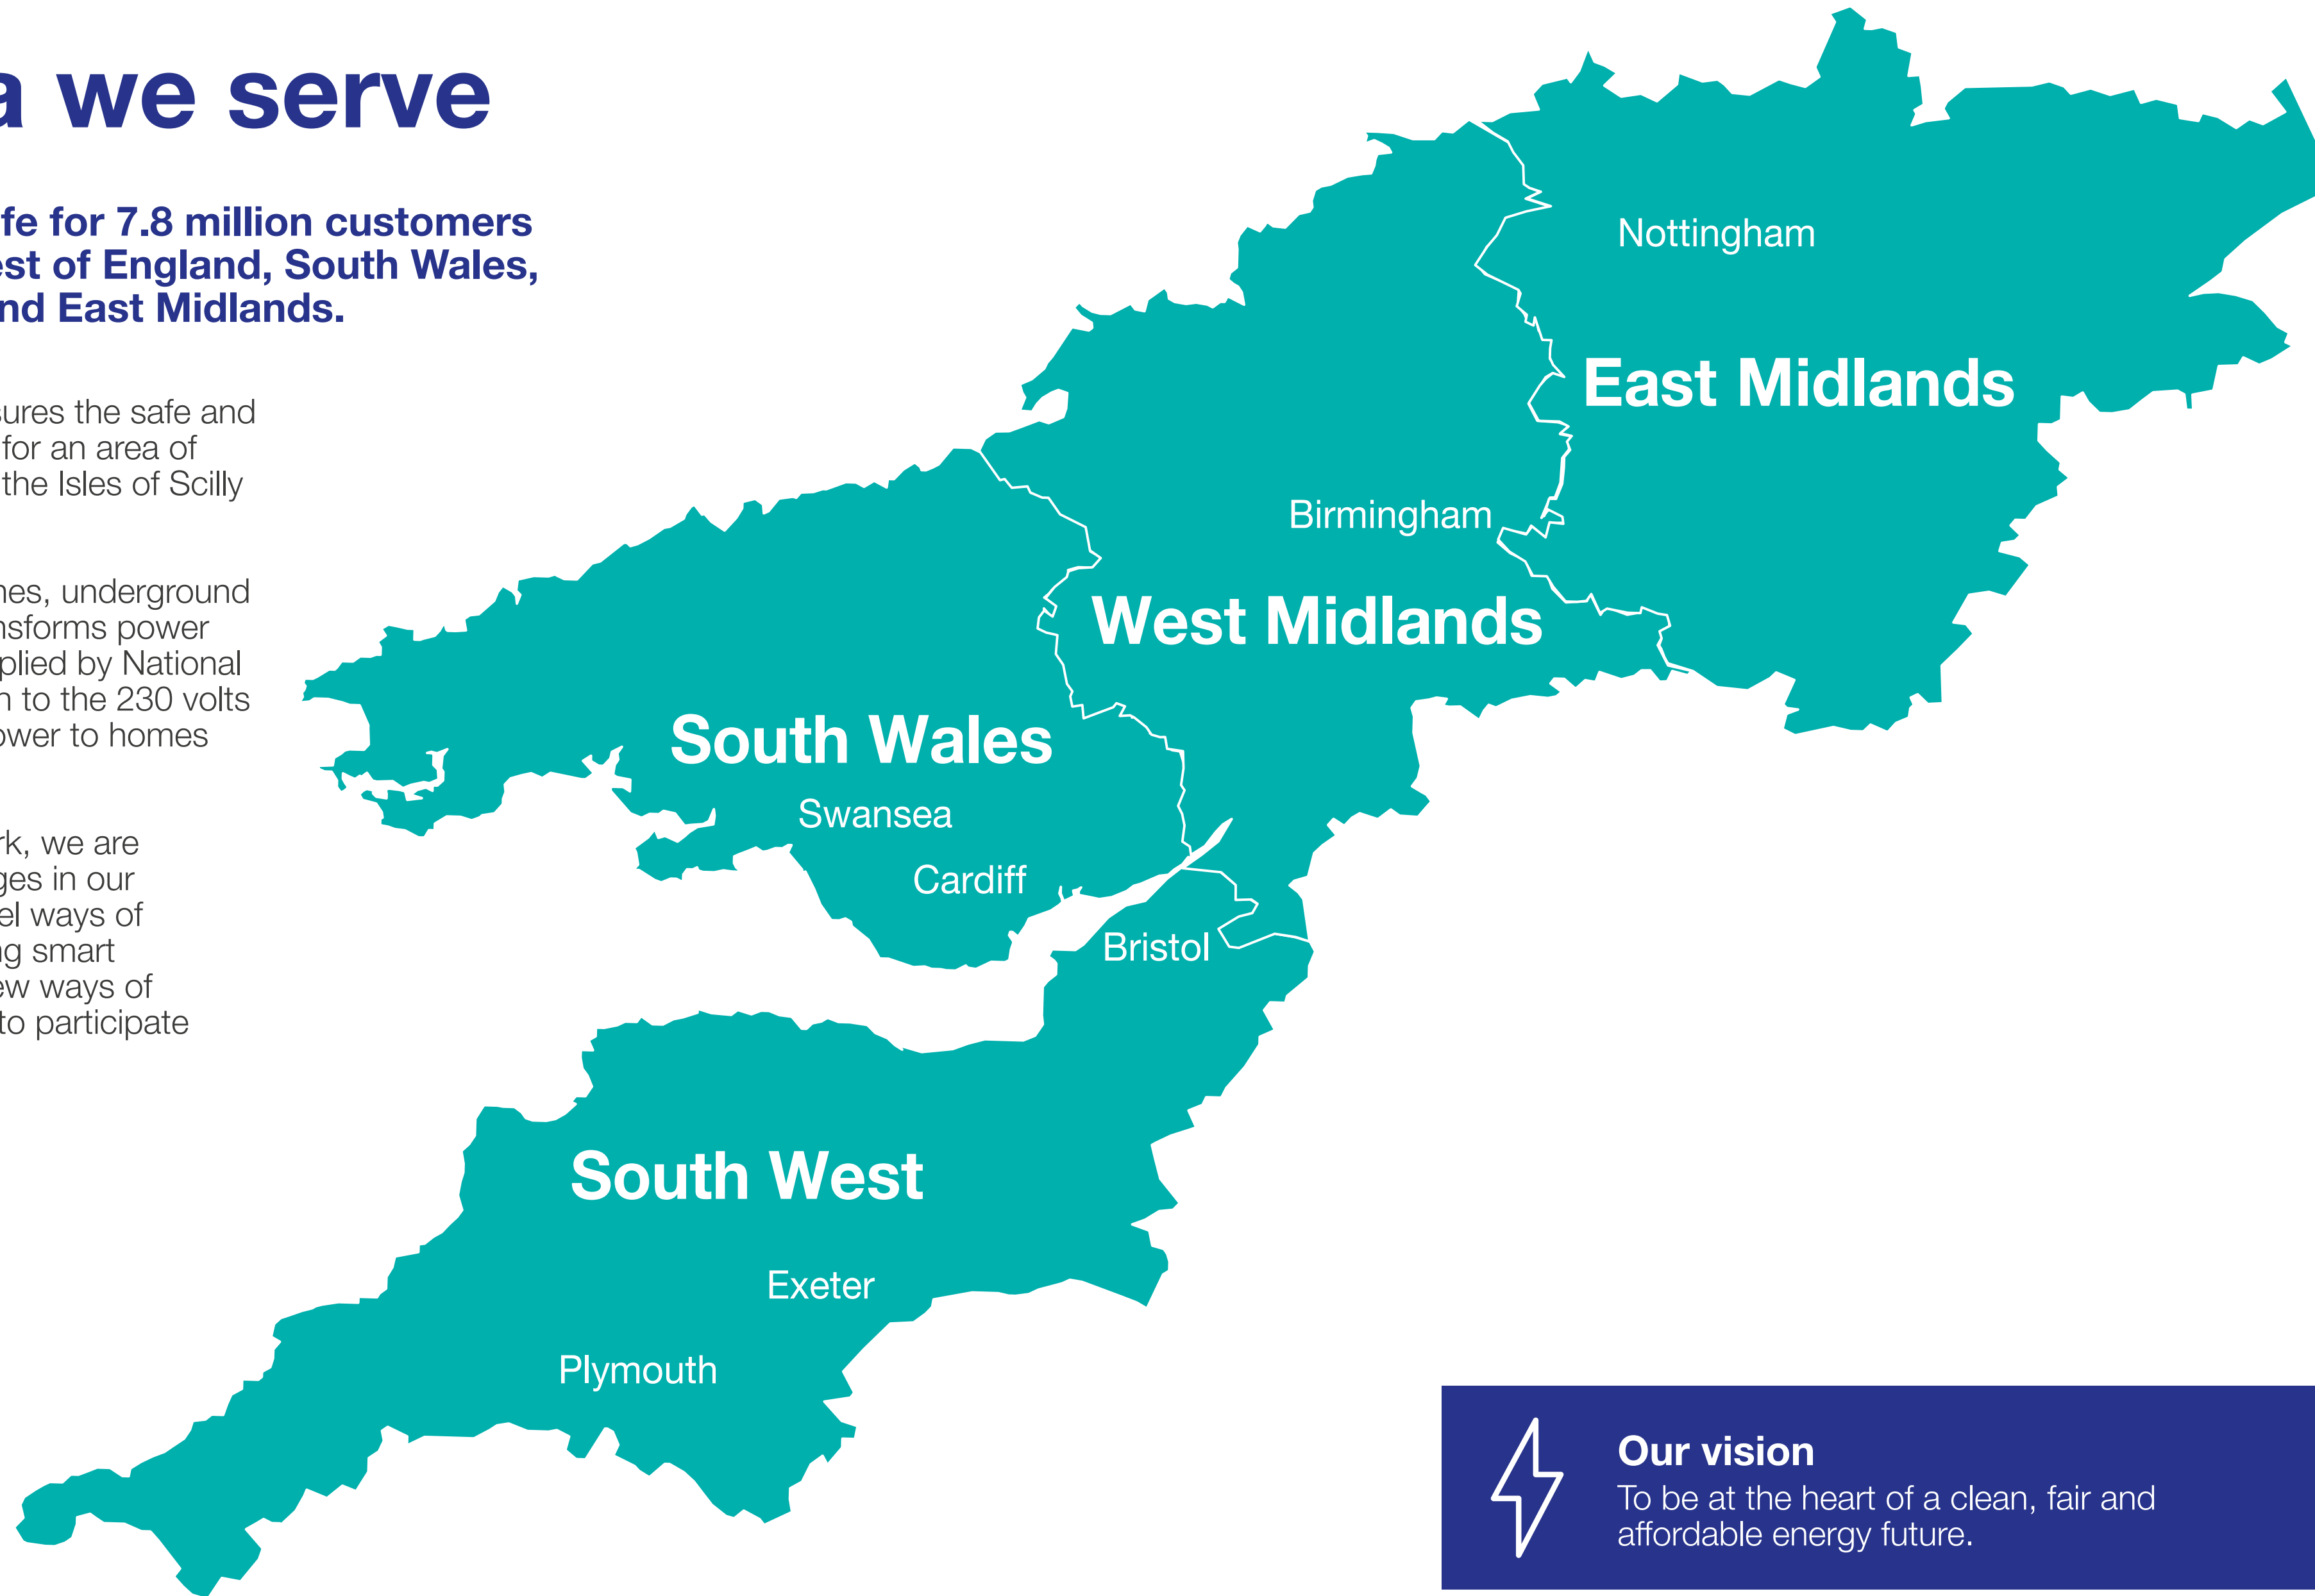 a we serve
fe for 7.8 million customers
est of England, South Wales,
nd East Midlands.
sures the safe and
for an area of
the Isles of Scilly
nes, underground
nsforms power
plied by National
n to the 230 volts
ower to homes
rk, we are
ges in our
el ways of
ng smart
ew ways of
to participate
Nottingham
East Midlands
Birmingham
West Midlands
South Wales
Swansea
Cardiff
Bristol
South West
Exeter
Plymouth
Our vision
To be at the heart of a clean, fair and
affordable energy future.